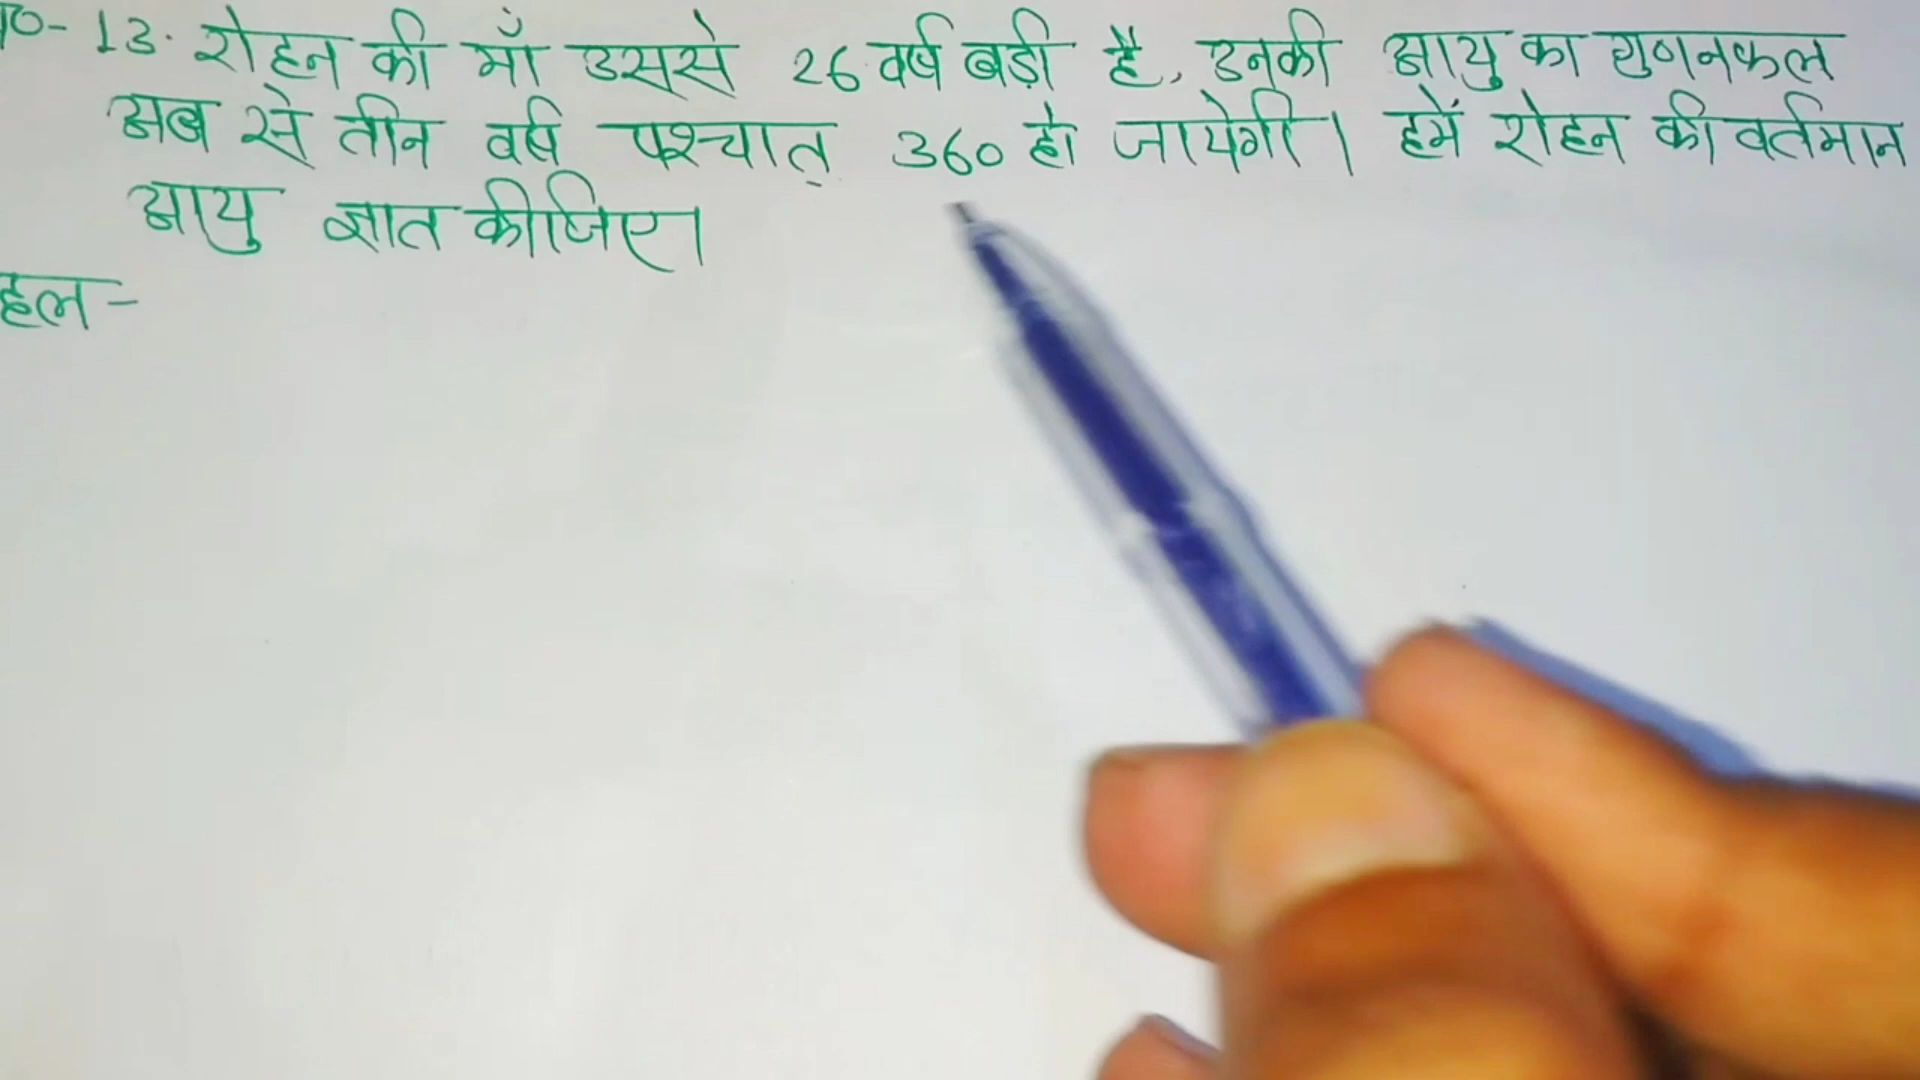 प्र०- 13. रोहन की माँ उससे 26 वर्ष बड़ी है, उनकी आयु का गुणनफल
अब से तीन वर्ष पश्चात् 360 हो जायेगी। हमें रोहन की वर्तमान
आयु ज्ञात कीजिए।
हल-